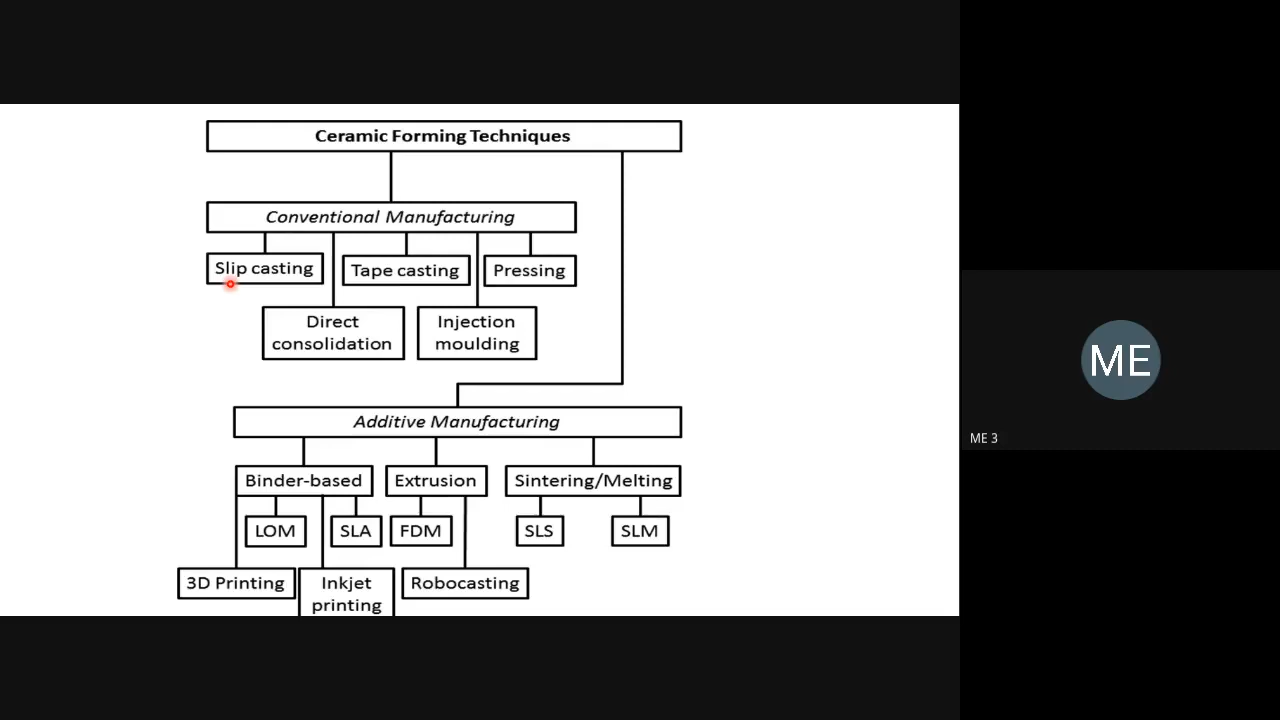 Ceramic Forming Techniques
Conventional Manufacturing
Slip casting
Tape casting
Pressing
Direct
consolidation
Injection
moulding
Additive Manufacturing
Binder-based
Extrusion
Sintering/Melting
LOM
SLA
FDM
SLS
SLM
3D Printing
Inkjet
printing
Robocasting
ME
ME 3